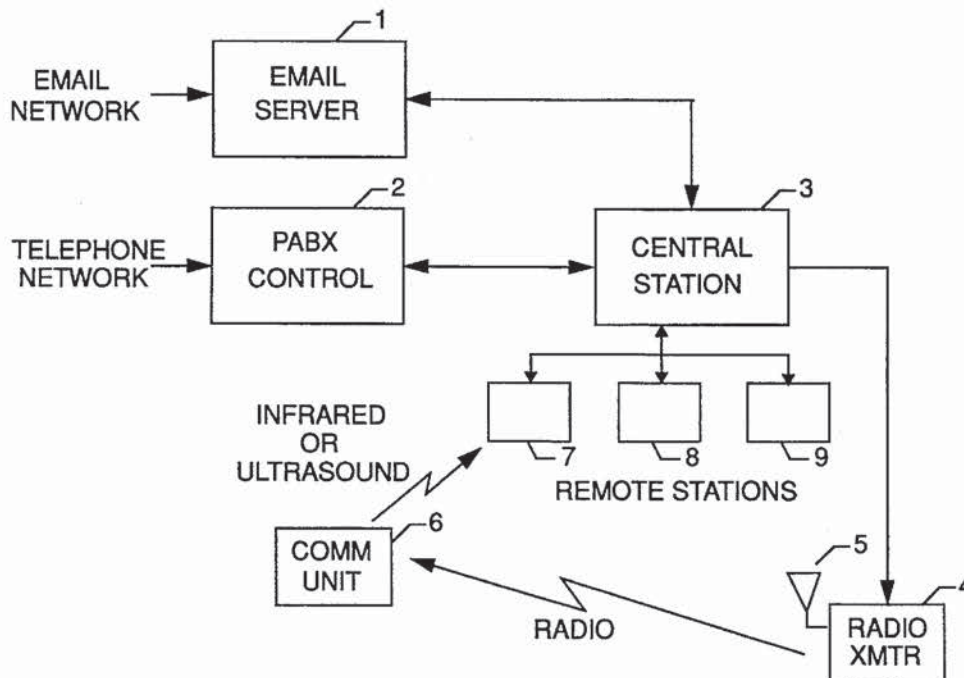 1
EMAIL
NETWORK
EMAIL
SERVER
2
3
TELEPHONE
NETWORK
PABX
CONTROL
CENTRAL
STATION
INFRARED
OR
ULTRASOUND
7
8
9
REMOTE STATIONS
6
COMM
UNIT
5
4
RADIO
RADIO
XMTR